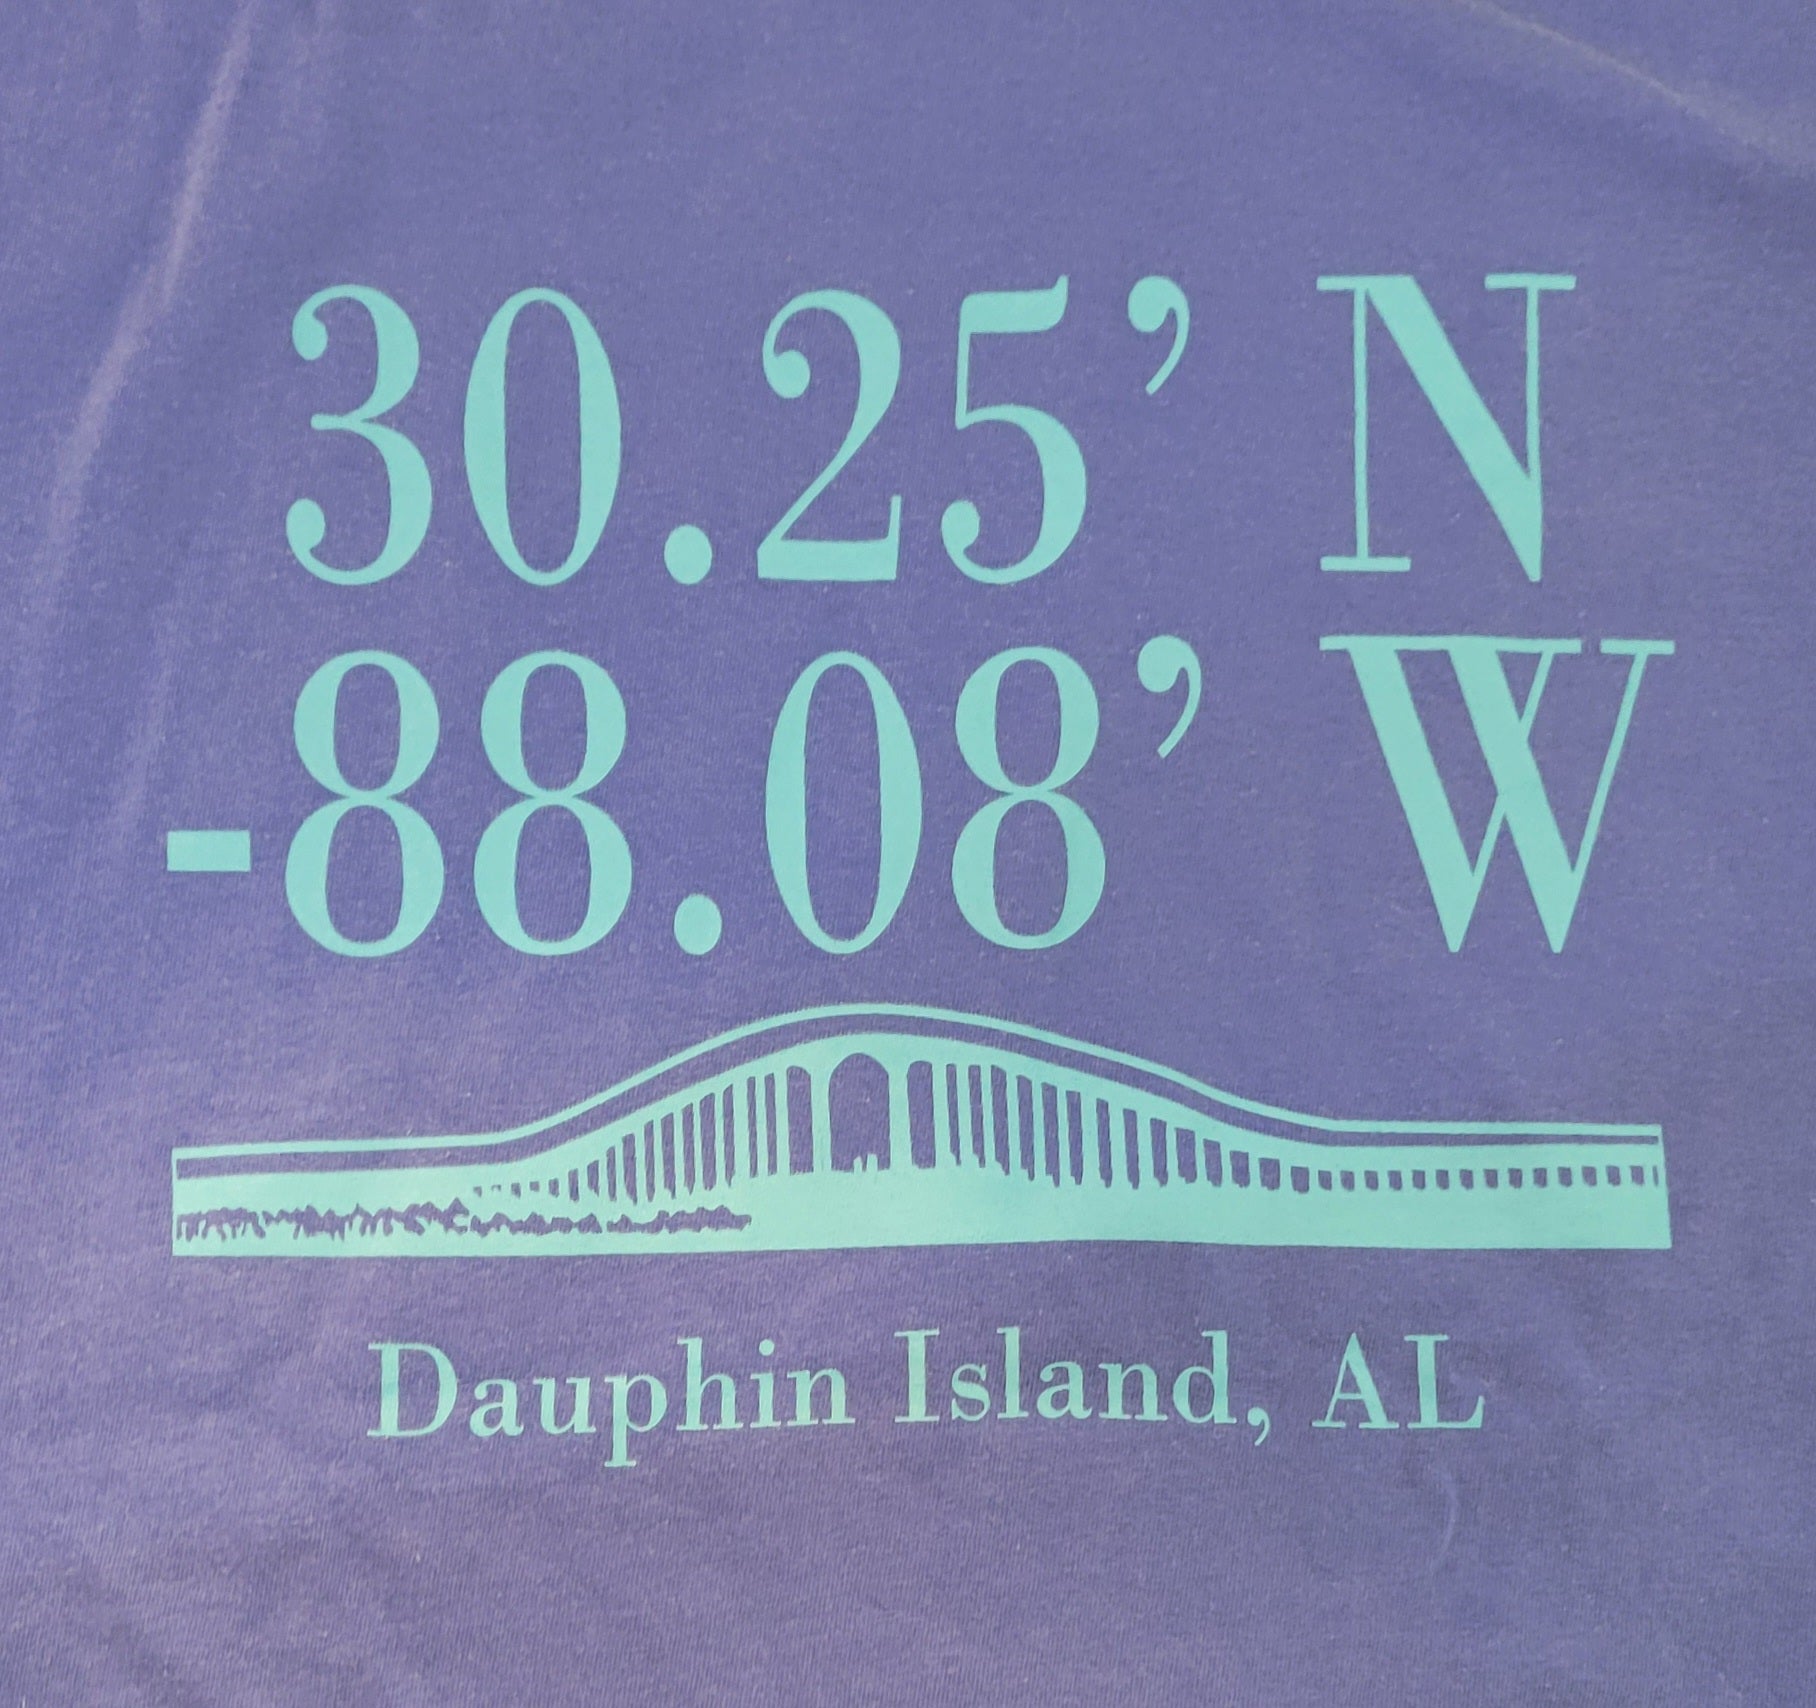 30.25’ N
-88.08’ W
Dauphin Island, AL